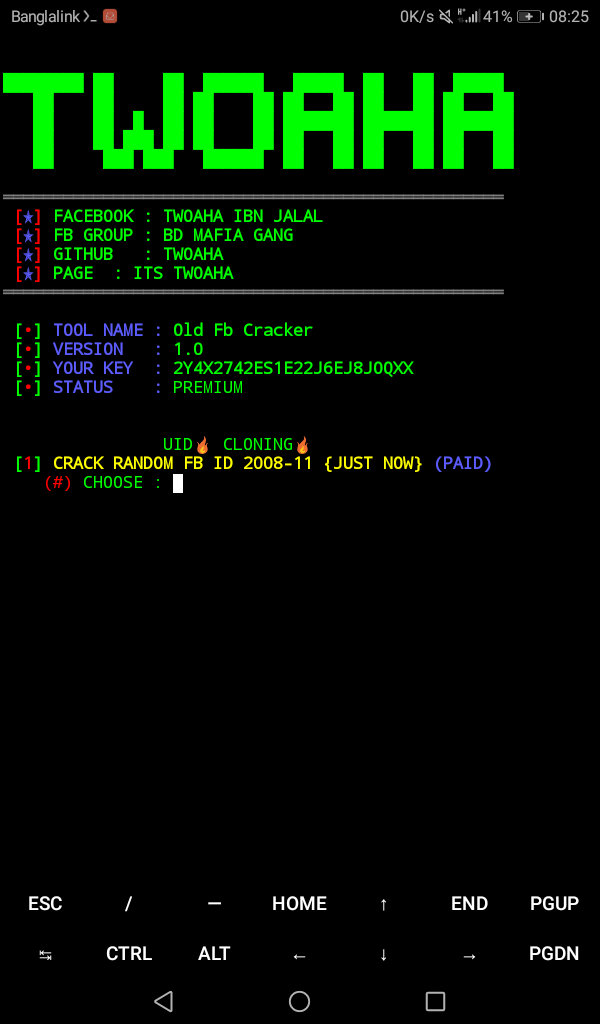 Banglalink 0K/s 41% 08:25
TWOAHA
[★] FACEBOOK : TWOAHA IBN JALAL
[★] FB GROUP : BD MAFIA GANG
[★] GITHUB : TWOAHA
[★] PAGE : ITS TWOAHA
[•] TOOL NAME : Old Fb Cracker
[•] VERSION : 1.0
[•] YOUR KEY : 2Y4X2742ES1E22J6EJ8J0QXX
[•] STATUS : PREMIUM
UID🔥 CLONING🔥
[1] CRACK RANDOM FB ID 2008-11 {JUST NOW} (PAID)
(#) CHOOSE :
ESC / — HOME ↑ END PGUP
↹ CTRL ALT ← ↓ → PGDN